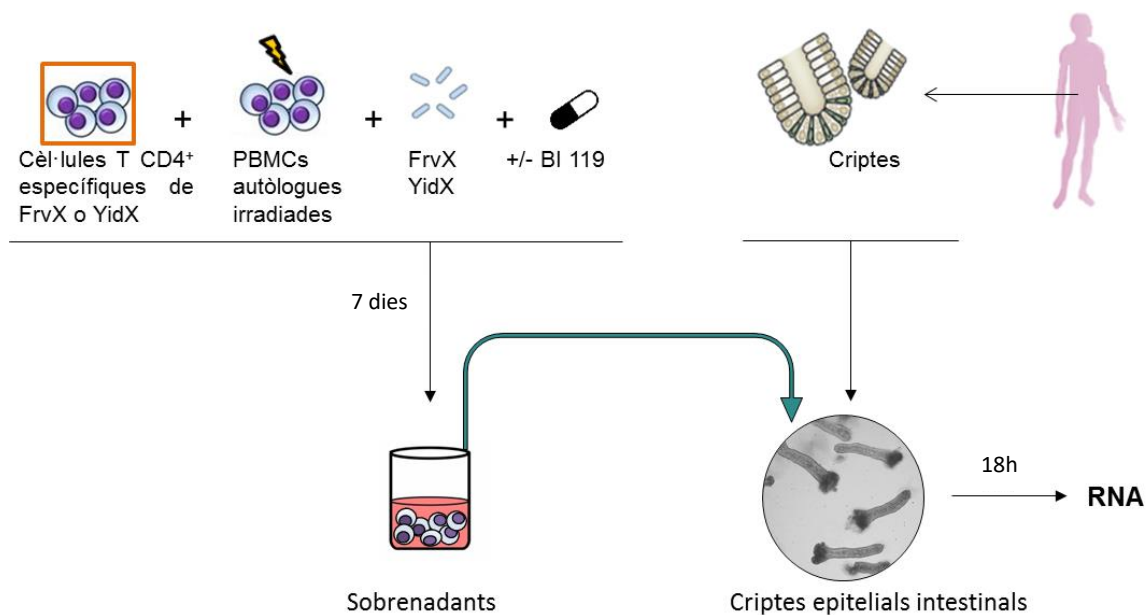 Cèl·lules T CD4+
específiques de
FrvX o YidX
+
PBMCs
autòlogues
irradiades
+
FrvX
YidX
+
+/- BI 119
Criptes
7 dies
Sobrenadants
Criptes epitelials intestinals
18h
RNA